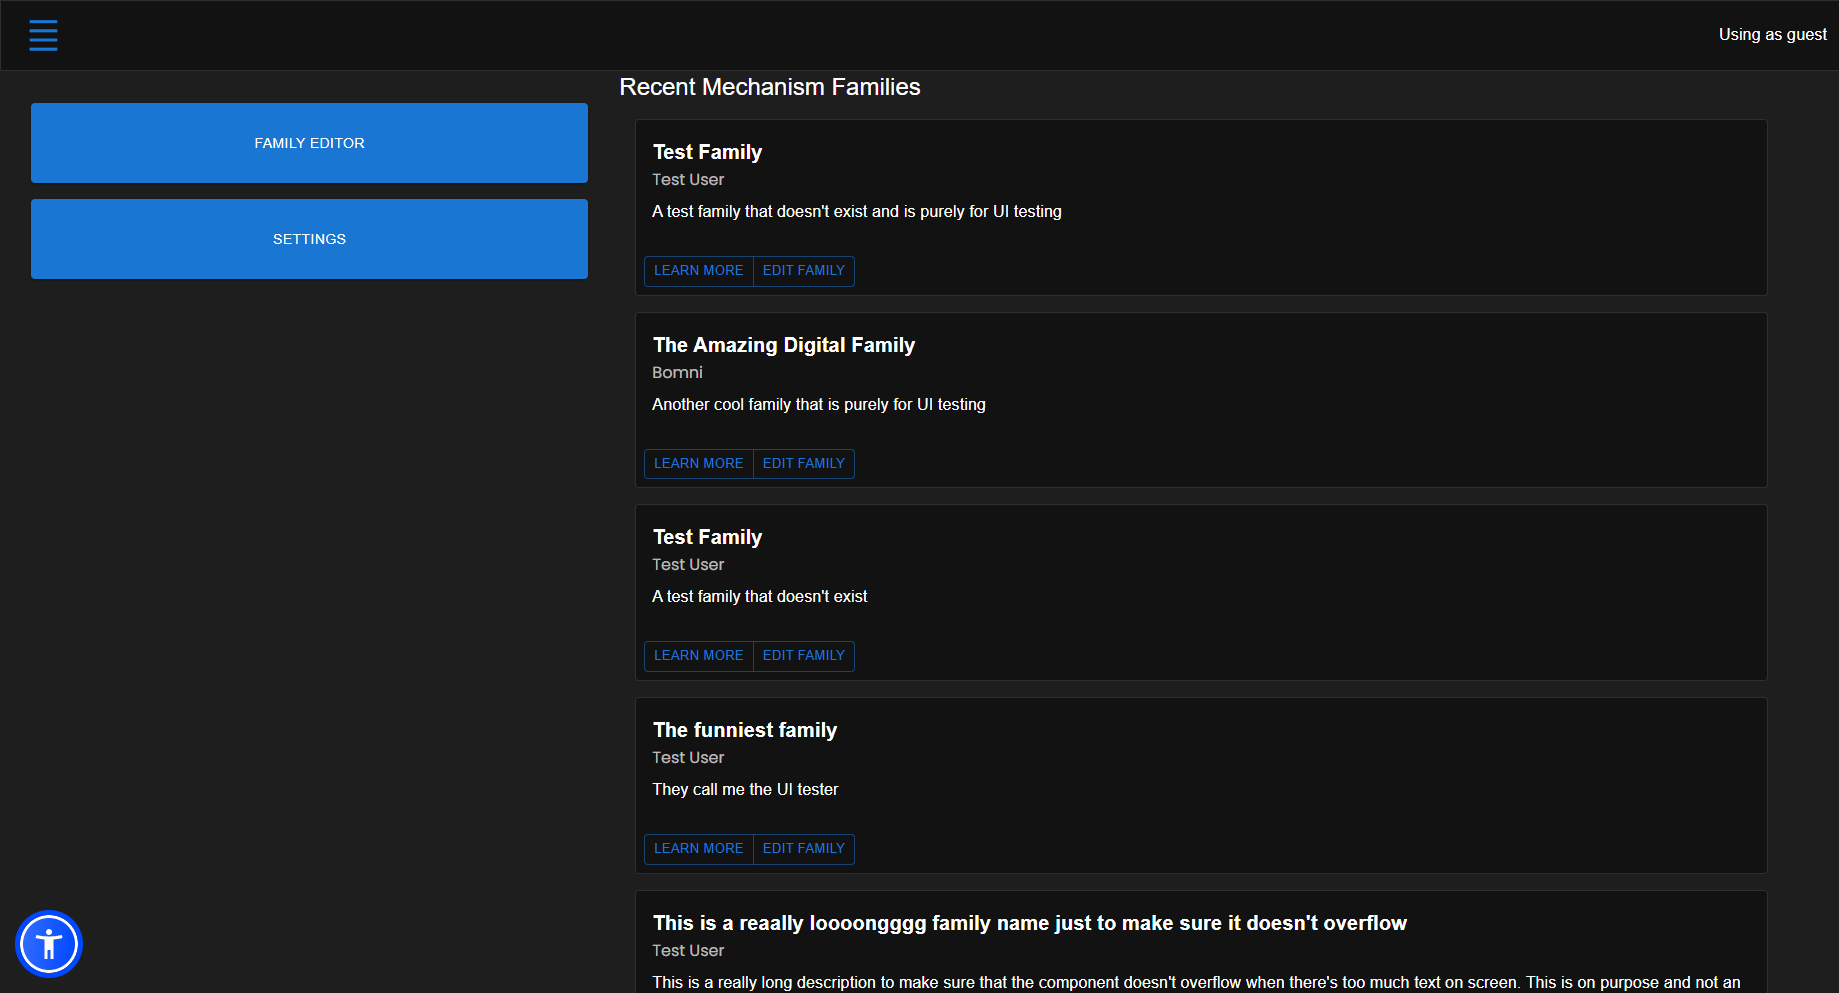 Using as guest
FAMILY EDITOR
SETTINGS
Recent Mechanism Families
Test Family
Test User
A test family that doesn't exist and is purely for UI testing
LEARN MORE EDIT FAMILY
The Amazing Digital Family
Bomni
Another cool family that is purely for UI testing
LEARN MORE EDIT FAMILY
Test Family
Test User
A test family that doesn't exist
LEARN MORE EDIT FAMILY
The funniest family
Test User
They call me the UI tester
LEARN MORE EDIT FAMILY
This is a reaally loooongggg family name just to make sure it doesn't overflow
Test User
This is a really long description to make sure that the component doesn't overflow when there's too much text on screen. This is on purpose and not an